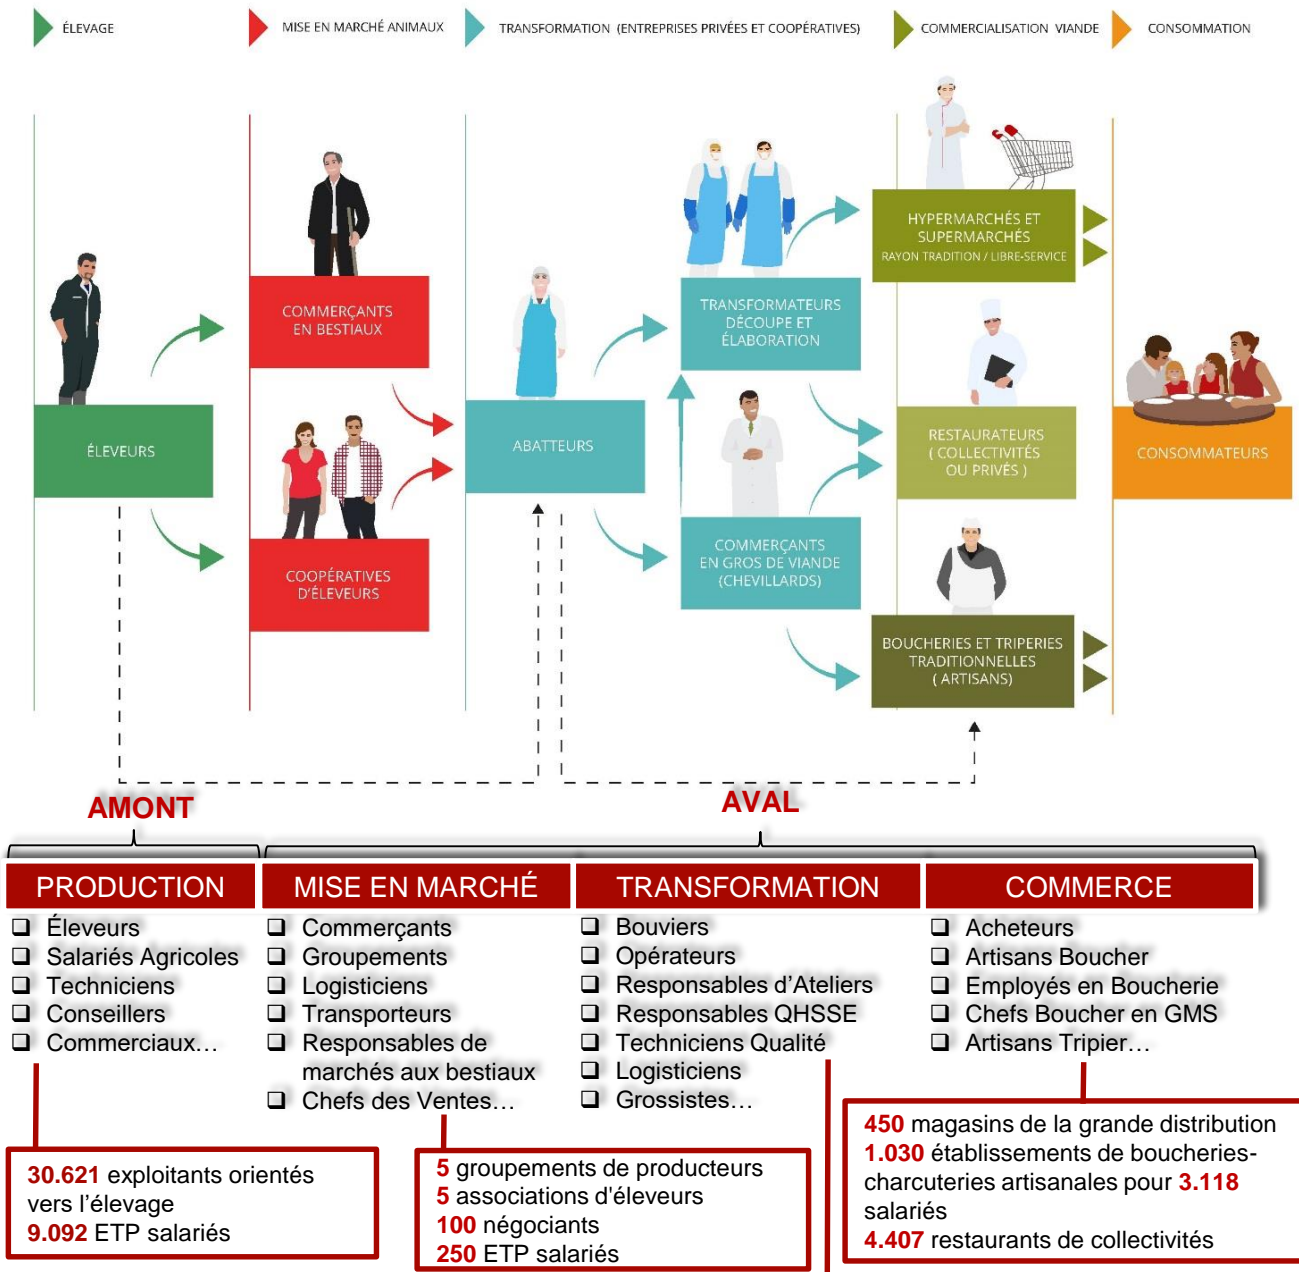 ÉLEVAGE
MISE EN MARCHÉ ANIMAUX
TRANSFORMATION (ENTREPRISES PRIVÉES ET COOPÉRATIVES)
COMMERCIALISATION VIANDE
CONSOMMATION
ÉLEVEURS
COMMERÇANTS
EN BESTIAUX
COOPÉRATIVES
D'ÉLEVEURS
ABATTEURS
TRANSFORMATEURS
DÉCOUPE ET
ÉLABORATION
COMMERÇANTS
EN GROS DE VIANDE
(CHEVILLARDS)
HYPERMARCHÉS ET
SUPERMARCHÉS
RAYON TRADITION / LIBRE-SERVICE
RESTAURATEURS
( COLLECTIVITÉS
OU PRIVÉS )
BOUCHERIES ET TRIPERIES
TRADITIONNELLES
( ARTISANS)
CONSOMMATEURS
AMONT
AVAL
PRODUCTION
Éleveurs
Salariés Agricoles
Techniciens
Conseillers
Commerciaux…
30.621 exploitants orientés
vers l'élevage
9.092 ETP salariés
MISE EN MARCHÉ
Commerçants
Groupements
Logisticiens
Transporteurs
Responsables de
marchés aux bestiaux
Chefs des Ventes…
5 groupements de producteurs
5 associations d'éleveurs
100 négociants
250 ETP salariés
TRANSFORMATION
Bouviers
Opérateurs
Responsables d'Ateliers
Responsables QHSSE
Techniciens Qualité
Logisticiens
Grossistes…
COMMERCE
Acheteurs
Artisans Boucher
Employés en Boucherie
Chefs Boucher en GMS
Artisans Tripier…
450 magasins de la grande distribution
1.030 établissements de boucheries-
charcuteries artisanales pour 3.118
salariés
4.407 restaurants de collectivités